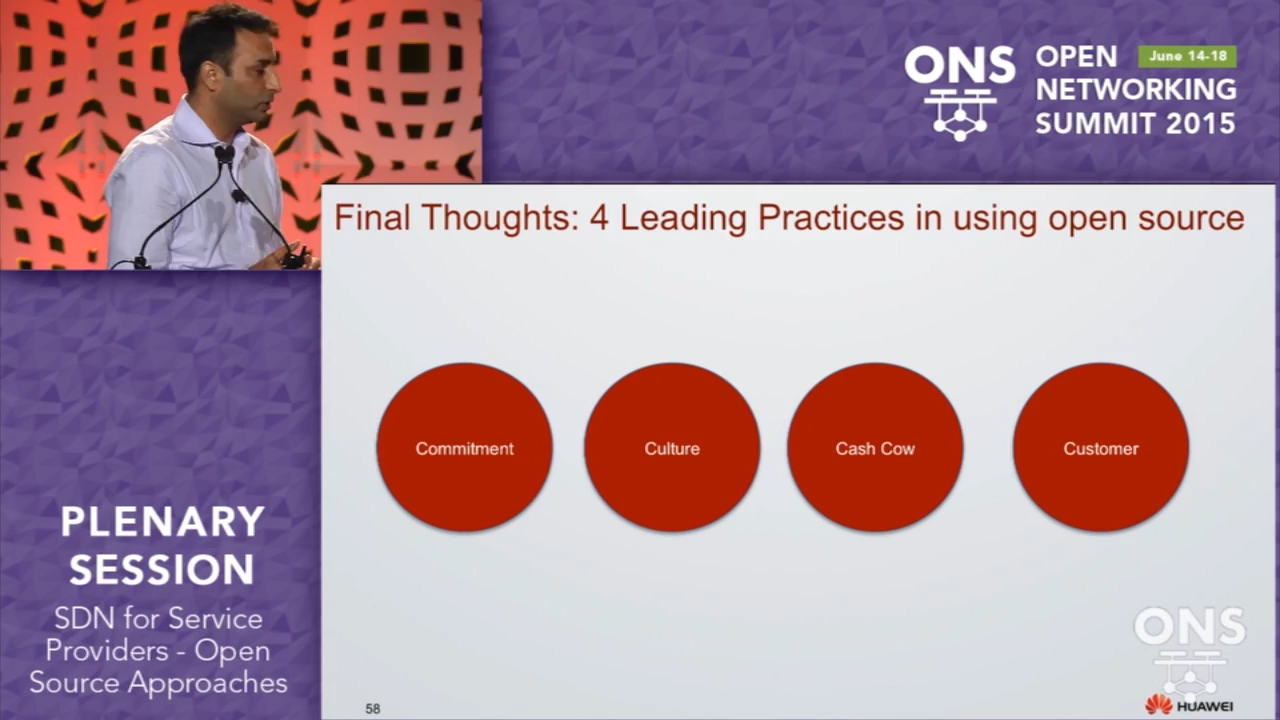 ONS
OPEN
June 14-18
NETWORKING
SUMMIT 2015
Final Thoughts: 4 Leading Practices in using open source
Commitment
Culture
Cash Cow
Customer
PLENARY
SESSION
SDN for Service
Providers - Open
Source Approaches
ONS
58
HUAWEI